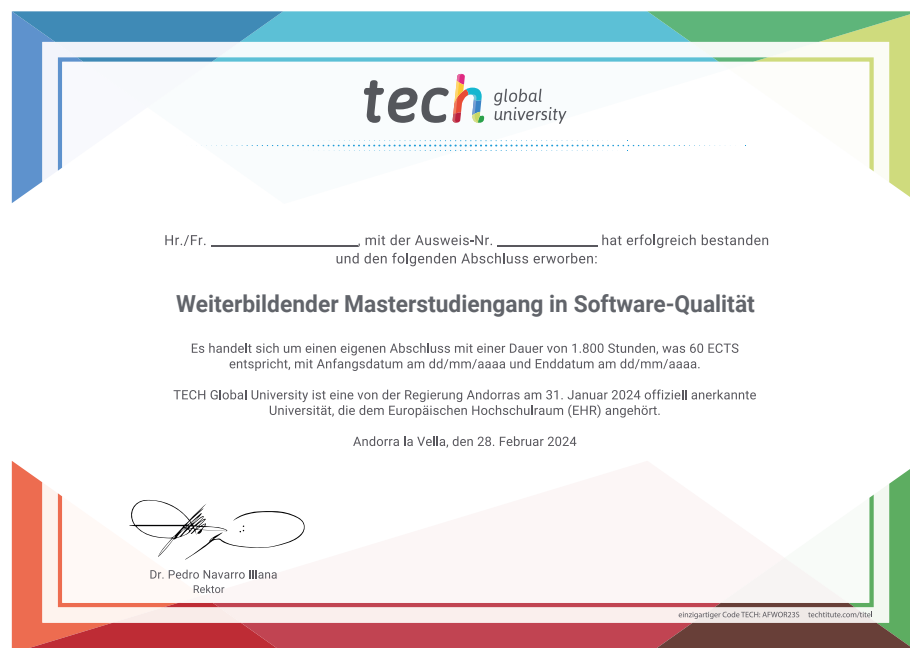 tech global university
Hr./Fr. ____________________, mit der Ausweis-Nr. ______________ hat erfolgreich bestanden
und den folgenden Abschluss erworben:
Weiterbildender Masterstudiengang in Software-Qualität
Es handelt sich um einen eigenen Abschluss mit einer Dauer von 1.800 Stunden, was 60 ECTS
entspricht, mit Anfangsdatum am dd/mm/aaaa und Enddatum am dd/mm/aaaa.
TECH Global University ist eine von der Regierung Andorras am 31. Januar 2024 offiziell anerkannte
Universität, die dem Europäischen Hochschulraum (EHR) angehört.
Andorra la Vella, den 28. Februar 2024
Dr. Pedro Navarro Illana
Rektor
einzigartiger Code TECH: AFWOR23S techtitute.com/titel